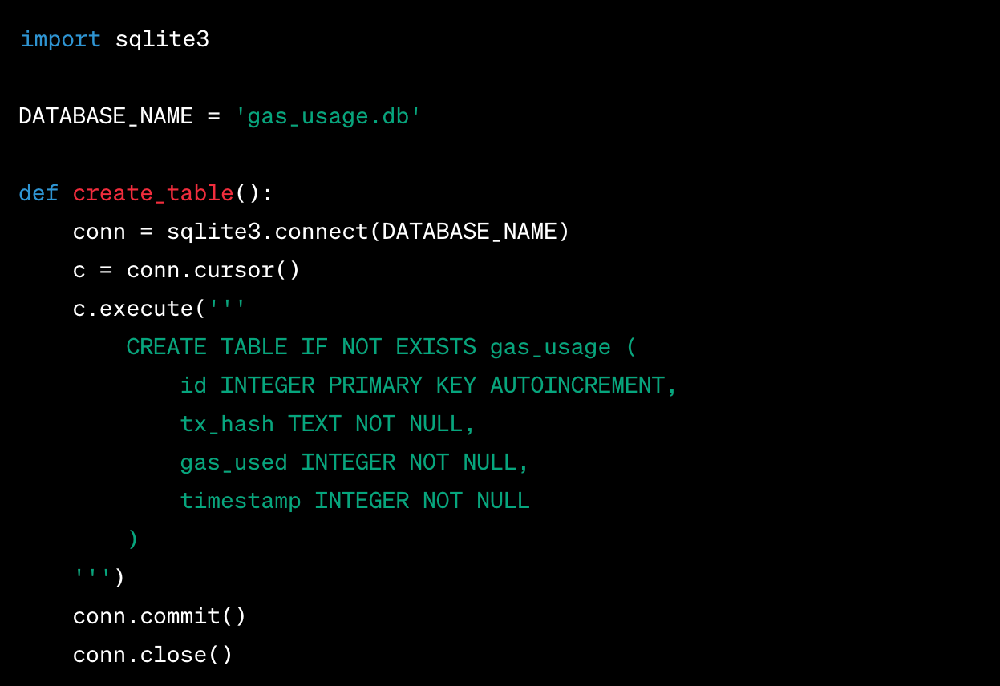 import sqlite3

DATABASE_NAME = 'gas_usage.db'

def create_table():
    conn = sqlite3.connect(DATABASE_NAME)
    c = conn.cursor()
    c.execute('''
        CREATE TABLE IF NOT EXISTS gas_usage (
            id INTEGER PRIMARY KEY AUTOINCREMENT,
            tx_hash TEXT NOT NULL,
            gas_used INTEGER NOT NULL,
            timestamp INTEGER NOT NULL
        )
    ''')
    conn.commit()
    conn.close()